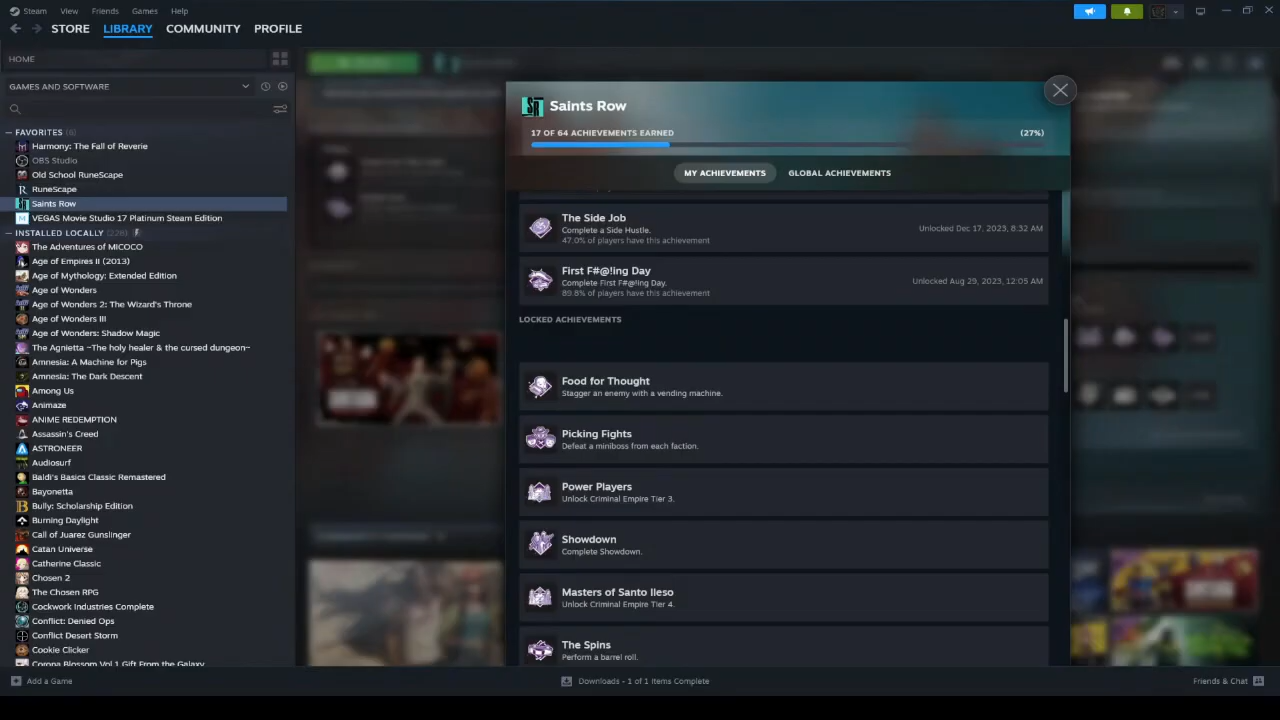 Steam View Friends Games Help
STORE LIBRARY COMMUNITY PROFILE
HOME
GAMES AND SOFTWARE
FAVORITES (6)
Harmony: The Fall of Reverie
OBS Studio
Old School RuneScape
RuneScape
Saints Row
VEGAS Movie Studio 17 Platinum Steam Edition
INSTALLED LOCALLY (228)
The Adventures of MICOCO
Age of Empires II (2013)
Age of Mythology: Extended Edition
Age of Wonders
Age of Wonders 2: The Wizard's Throne
Age of Wonders III
Age of Wonders: Shadow Magic
The Agnietta ~The holy healer & the cursed dungeon~
Amnesia: A Machine for Pigs
Amnesia: The Dark Descent
Among Us
Animaze
ANIME REDEMPTION
Assassin's Creed
ASTRONEER
Audiosurf
Baldi's Basics Classic Remastered
Bayonetta
Bully: Scholarship Edition
Burning Daylight
Call of Juarez Gunslinger
Catan Universe
Catherine Classic
Chosen 2
The Chosen RPG
Cockwork Industries Complete
Conflict: Denied Ops
Conflict Desert Storm
Cookie Clicker
Corona Blossom Vol.1 Gift From the Galaxy
Saints Row
17 OF 64 ACHIEVEMENTS EARNED (27%)
MY ACHIEVEMENTS GLOBAL ACHIEVEMENTS
The Side Job
Complete a Side Hustle.
47.0% of players have this achievement
Unlocked Dec 17, 2023, 8:32 AM
First F#@!ing Day
Complete First F#@!ing Day.
89.8% of players have this achievement
Unlocked Aug 29, 2023, 12:05 AM
LOCKED ACHIEVEMENTS
Food for Thought
Stagger an enemy with a vending machine.
Picking Fights
Defeat a miniboss from each faction.
Power Players
Unlock Criminal Empire Tier 3.
Showdown
Complete Showdown.
Masters of Santo Ileso
Unlock Criminal Empire Tier 4.
The Spins
Perform a barrel roll.
Add a Game
Downloads - 1 of 1 Items Complete
Friends & Chat